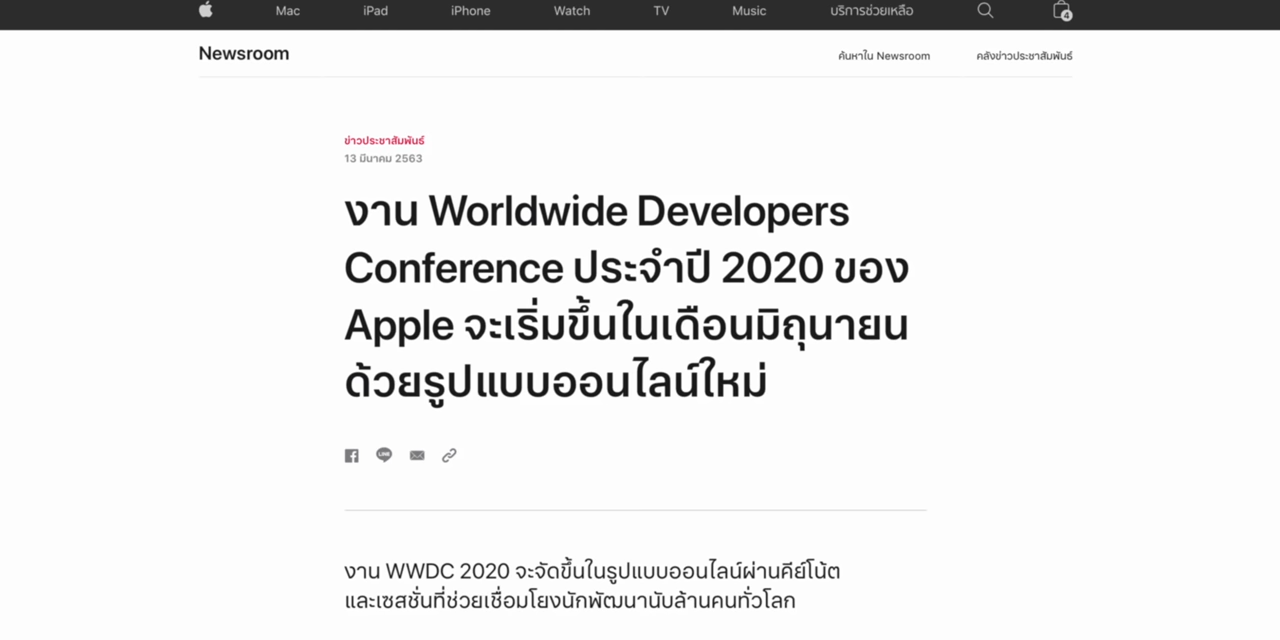 Mac iPad iPhone Watch TV Music บริการช่วยเหลือ 4
Newsroom ค้นหาใน Newsroom คลังข่าวประชาสัมพันธ์
ข่าวประชาสัมพันธ์
13 มีนาคม 2563
งาน Worldwide Developers
Conference ประจำปี 2020 ของ
Apple จะเริ่มขึ้นในเดือนมิถุนายน
ด้วยรูปแบบออนไลน์ใหม่
LINE
งาน WWDC 2020 จะจัดขึ้นในรูปแบบออนไลน์ผ่านคีย์โน้ต
และเซสชั่นที่ช่วยเชื่อมโยงนักพัฒนานับล้านคนทั่วโลก